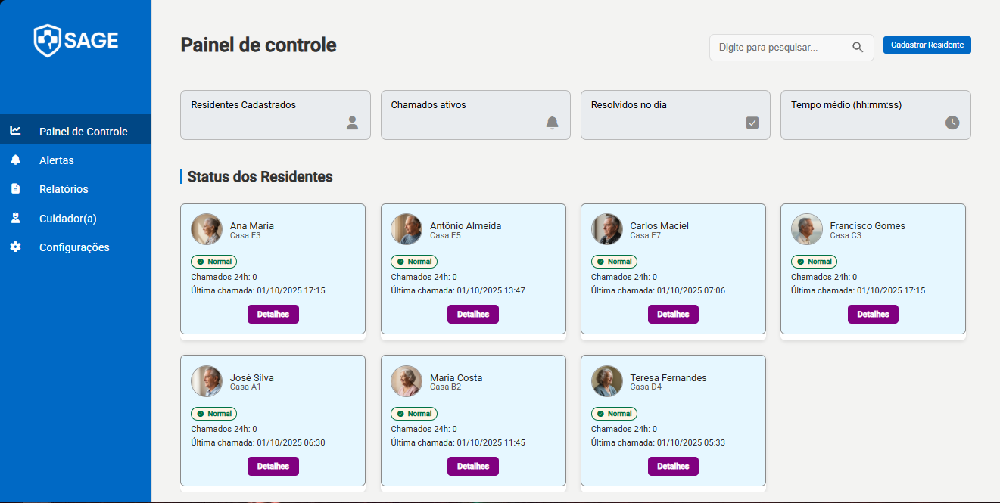 SAGE
Painel de controle
Digite para pesquisar...
Cadastrar Residente
Residentes Cadastrados
Chamados ativos
Resolvidos no dia
Tempo médio (hh:mm:ss)
Painel de Controle
Alertas
Relatórios
Cuidador(a)
Configurações
Status dos Residentes
Ana Maria
Casa E3
Normal
Chamados 24h: 0
Última chamada: 01/10/2025 17:15
Detalhes
Antônio Almeida
Casa E5
Normal
Chamados 24h: 0
Última chamada: 01/10/2025 13:47
Detalhes
Carlos Maciel
Casa E7
Normal
Chamados 24h: 0
Última chamada: 01/10/2025 07:06
Detalhes
Francisco Gomes
Casa C3
Normal
Chamados 24h: 0
Última chamada: 01/10/2025 17:15
Detalhes
José Silva
Casa A1
Normal
Chamados 24h: 0
Última chamada: 01/10/2025 06:30
Detalhes
Maria Costa
Casa B2
Normal
Chamados 24h: 0
Última chamada: 01/10/2025 11:45
Detalhes
Teresa Fernandes
Casa D4
Normal
Chamados 24h: 0
Última chamada: 01/10/2025 05:33
Detalhes